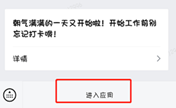 朝气满满的一天又开始啦！开始工作前别
忘记打卡哦！
详情
进入应用